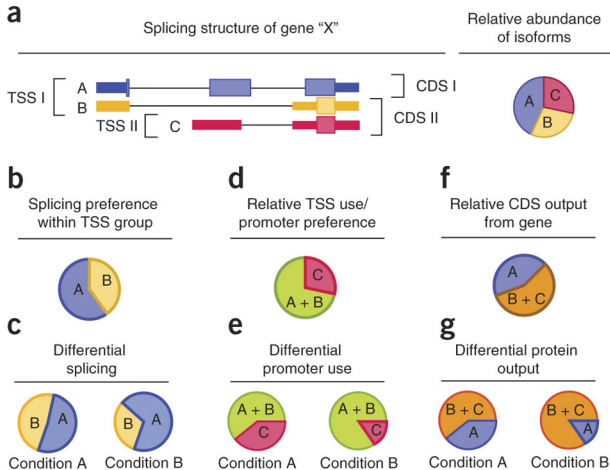 a
Splicing structure of gene “X”
Relative abundance
of isoforms
TSS I
A
B
TSS II
C
CDS I
CDS II
A
C
B
b
Splicing preference
within TSS group
A
B
d
Relative TSS use/
promoter preference
C
A + B
f
Relative CDS output
from gene
A
B + C
c
Differential
splicing
B
A
Condition A
B
A
Condition B
e
Differential
promoter use
A + B
C
Condition A
A + B
C
Condition B
g
Differential protein
output
B + C
A
Condition A
B + C
A
Condition B